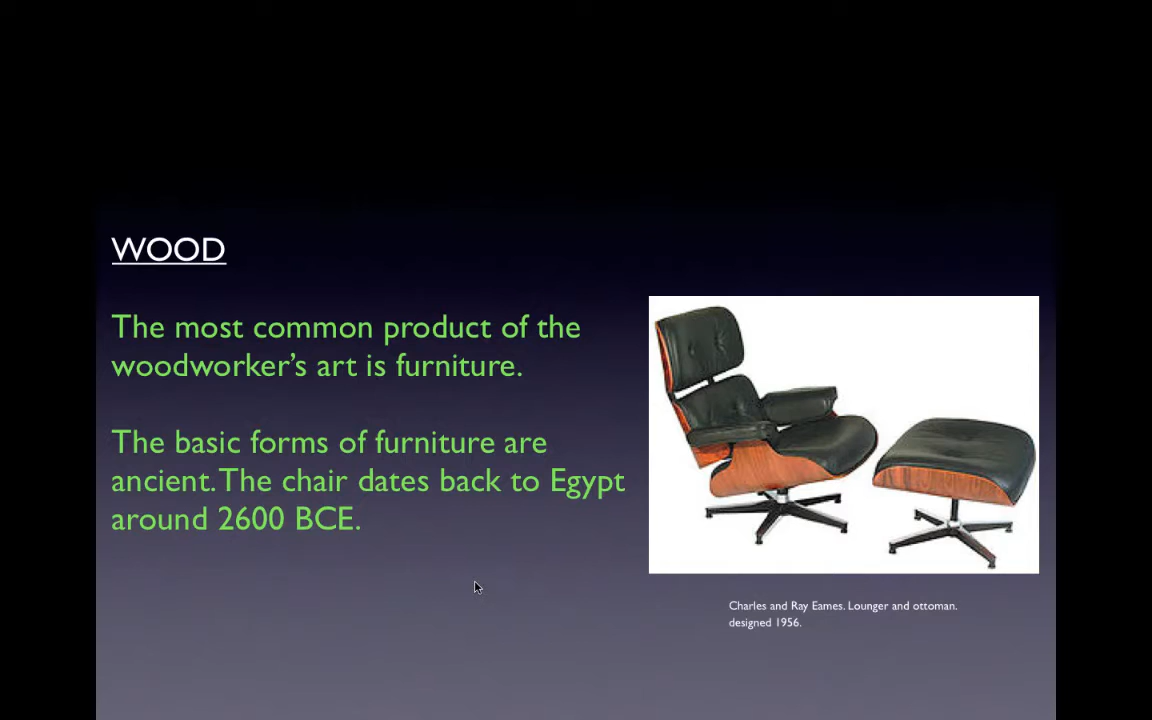 WOOD
The most common product of the
woodworker’s art is furniture.
The basic forms of furniture are
ancient. The chair dates back to Egypt
around 2600 BCE.
Charles and Ray Eames. Lounger and ottoman.
designed 1956.